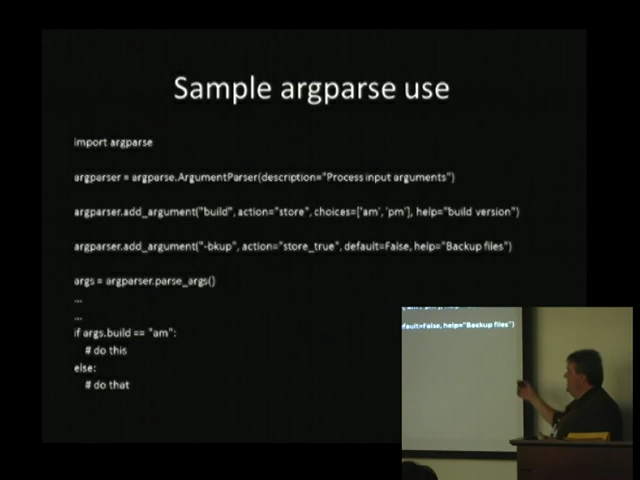 Sample argparse use
import argparse
argparser = argparse.ArgumentParser(description="Process input arguments")
argparser.add_argument("build", action="store", choices=['am', 'pm'], help="build version")
argparser.add_argument("-bkup", action="store_true", default=False, help="Backup files")
args = argparser.parse_args()
...
...
if args.build == "am":
# do this
else:
# do that
help="Backup files")